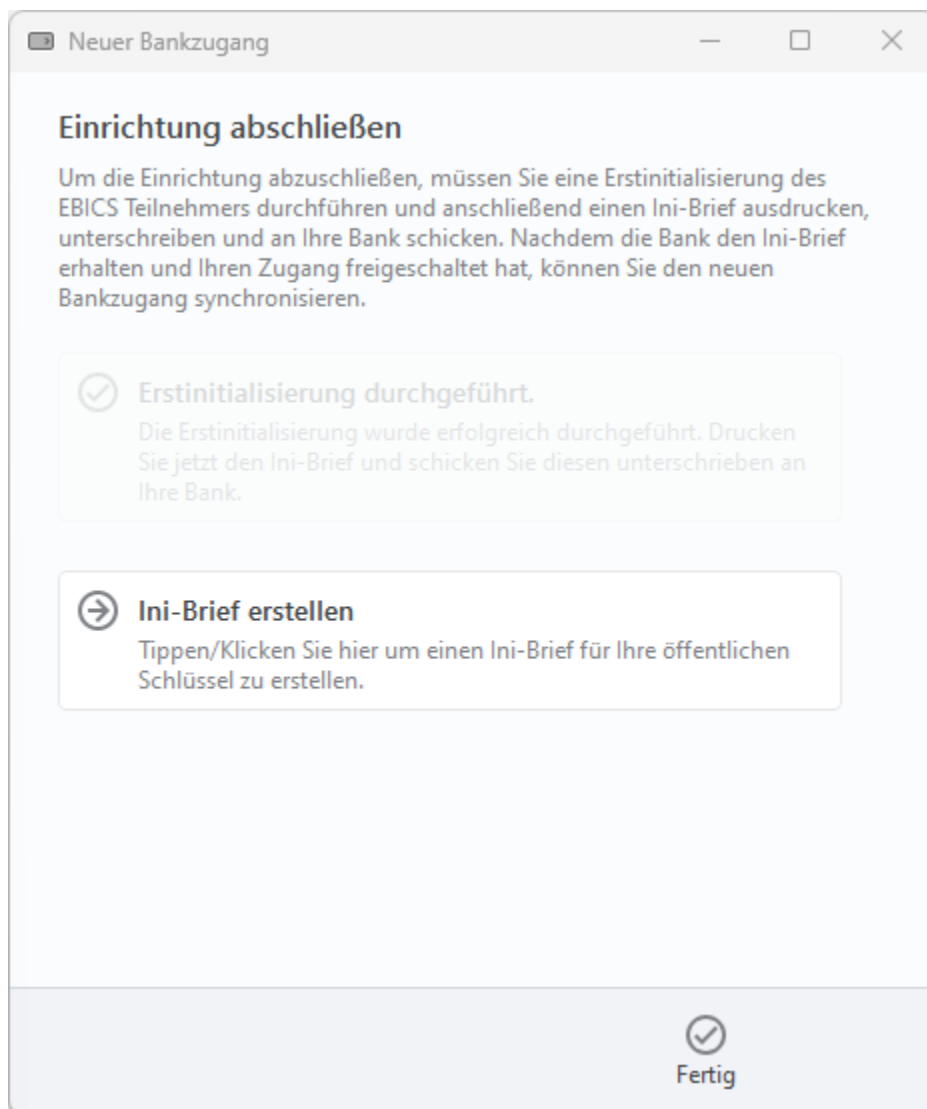 Neuer Bankzugang
Einrichtung abschließen
Um die Einrichtung abzuschließen, müssen Sie eine Erstinitialisierung des
EBICS Teilnehmers durchführen und anschließend einen Ini-Brief ausdrucken,
unterschreiben und an Ihre Bank schicken. Nachdem die Bank den Ini-Brief
erhalten und Ihren Zugang freigeschaltet hat, können Sie den neuen
Bankzugang synchronisieren.
Erstinitialisierung durchgeführt.
Die Erstinitialisierung wurde erfolgreich durchgeführt. Drucken
Sie jetzt den Ini-Brief und schicken Sie diesen unterschrieben an
Ihre Bank.
Ini-Brief erstellen
Tippen/Klicken Sie hier um einen Ini-Brief für Ihre öffentlichen
Schlüssel zu erstellen.
Fertig